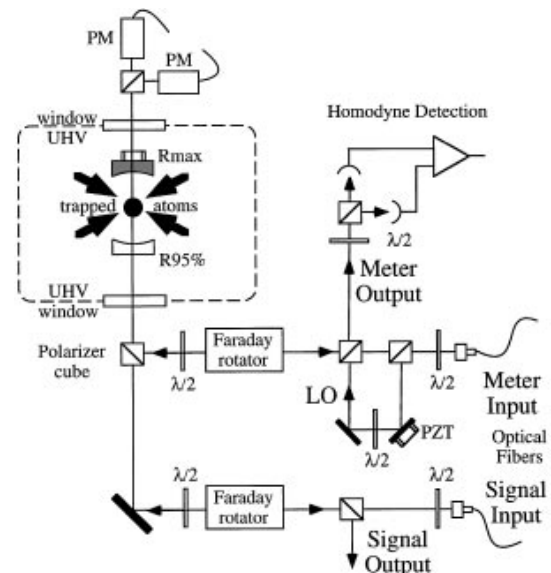 PM
PM
window
UHV
Rmax
trapped atoms
R95%
UHV
window
Polarizer
cube
λ/2
Faraday
rotator
Homodyne Detection
λ/2
Meter
Output
LO
λ/2
PZT
λ/2
Meter
Input
Optical
Fibers
λ/2
Faraday
rotator
λ/2
Signal
Input
Signal
Output